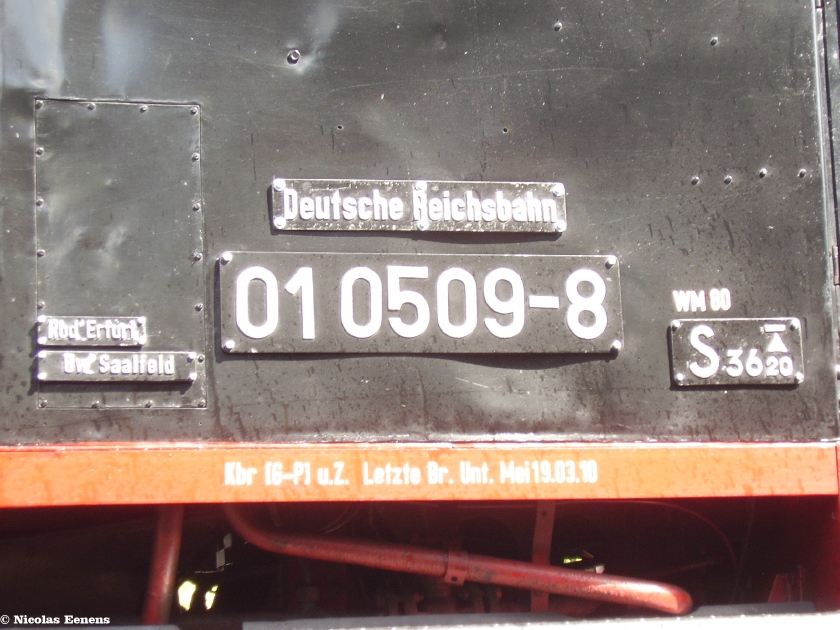 Deutsche Reichsbahn
01 0509-8
Rbd Erfurt
Bw Saalfeld
WM 80
S 36 20
Kbr (G-P) u.Z. Letzte Br. Unt. Mei 19.03.10
© Nicolas Eenens